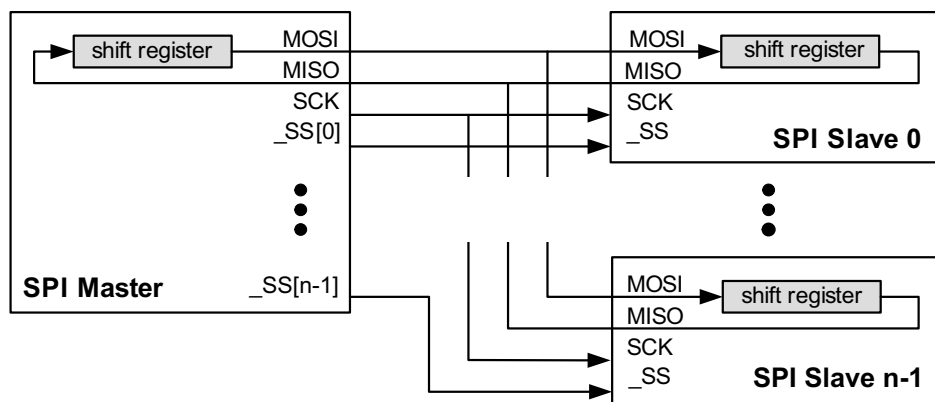 shift register
MOSI
MISO
SCK
_SS[0]
_SS[n-1]
SPI Master
MOSI
shift register
MISO
SCK
_SS
SPI Slave 0
MOSI
shift register
MISO
SCK
_SS
SPI Slave n-1